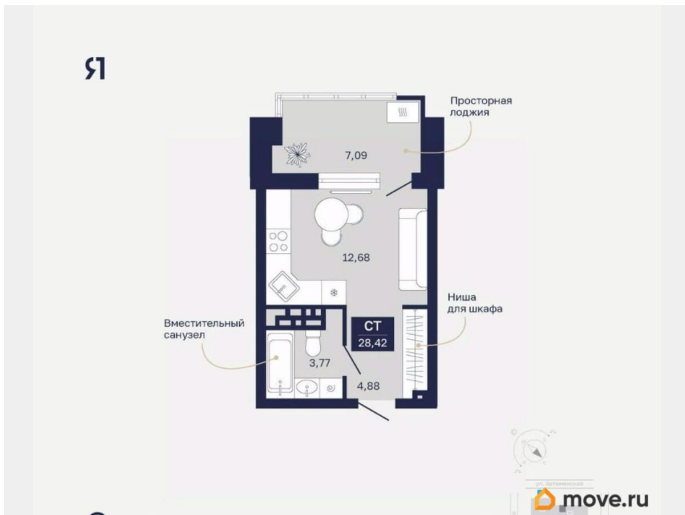 Я
Просторная
лоджия
7,09
12,68
Ниша
для шкафа
СТ
28,42
Вместительный
санузел
3,77
4,88
move.ru